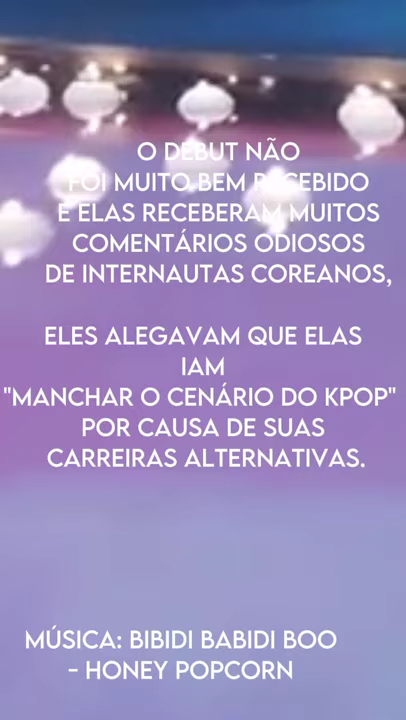 O DEBUT NÃO
FOI MUITO BEM RECEBIDO
E ELAS RECEBERAM MUITOS
COMENTÁRIOS ODIOSOS
DE INTERNAUTAS COREANOS,
ELES ALEGAVAM QUE ELAS
IAM
"MANCHAR O CENÁRIO DO KPOP"
POR CAUSA DE SUAS
CARREIRAS ALTERNATIVAS.
MÚSICA: BIBIDI BABIDI BOO
- HONEY POPCORN